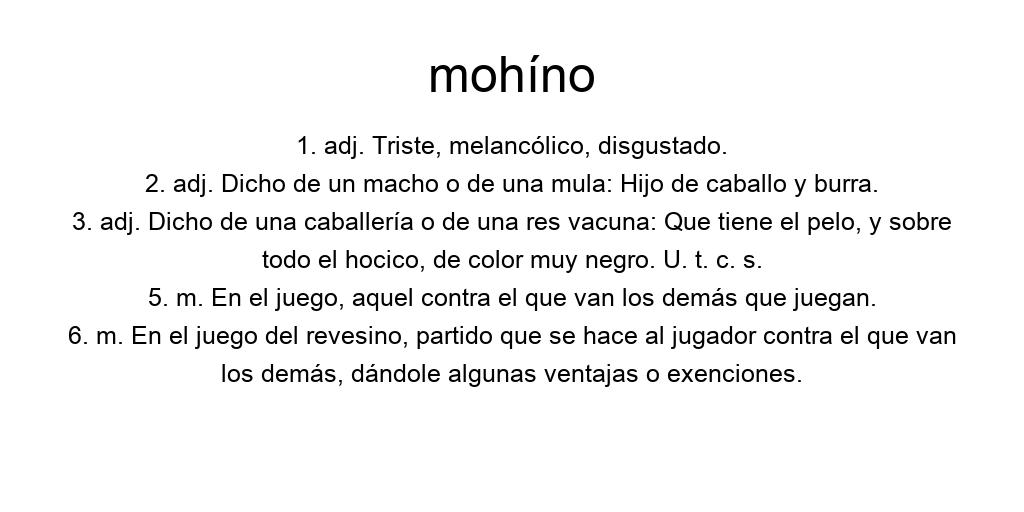 mohíno
1. adj. Triste, melancólico, disgustado.
2. adj. Dicho de un macho o de una mula: Hijo de caballo y burra.
3. adj. Dicho de una caballería o de una res vacuna: Que tiene el pelo, y sobre
todo el hocico, de color muy negro. U. t. c. s.
5. m. En el juego, aquel contra el que van los demás que juegan.
6. m. En el juego del revesino, partido que se hace al jugador contra el que van
los demás, dándole algunas ventajas o exenciones.